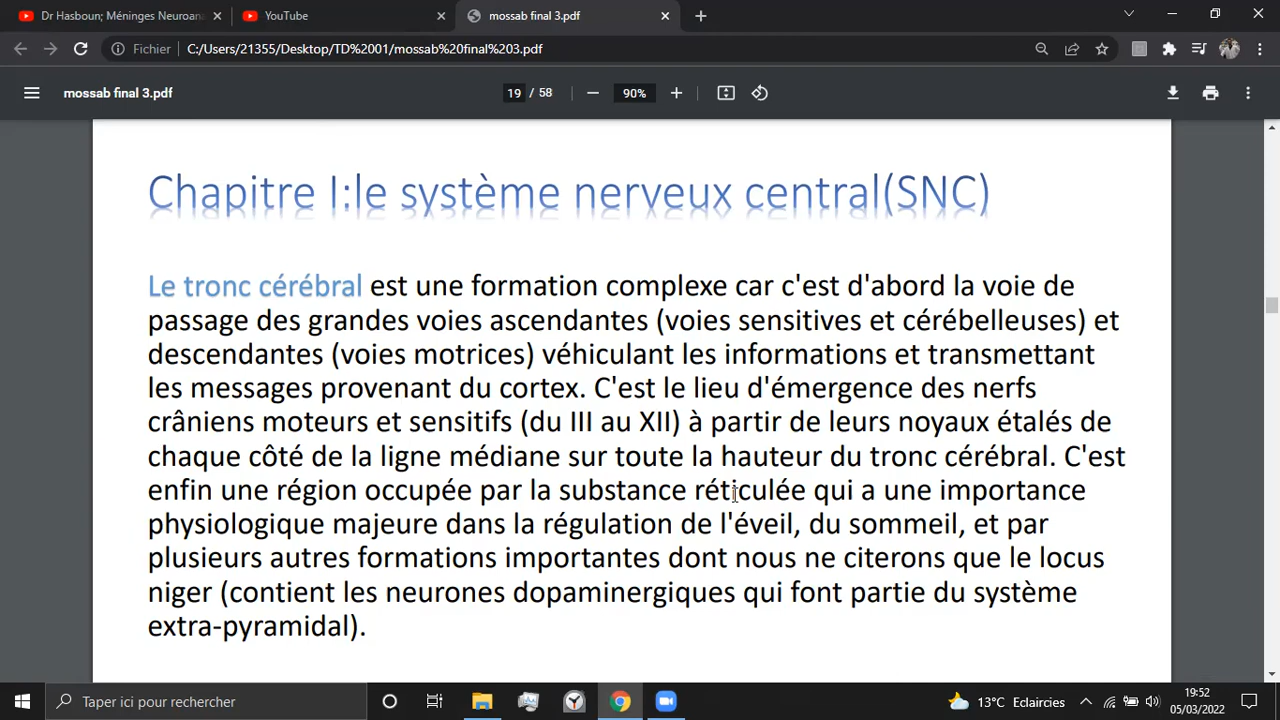 Dr Hasboun; Méninges Neuroana
YouTube
mossab final 3.pdf
Fichier
C:/Users/21355/Desktop/TD%2001/mossab%20final%203.pdf
mossab final 3.pdf
19 / 58
90%
Chapitre I:le système nerveux central(SNC)
Le tronc cérébral est une formation complexe car c'est d'abord la voie de
passage des grandes voies ascendantes (voies sensitives et cérébelleuses) et
descendantes (voies motrices) véhiculant les informations et transmettant
les messages provenant du cortex. C'est le lieu d'émergence des nerfs
crâniens moteurs et sensitifs (du III au XII) à partir de leurs noyaux étalés de
chaque côté de la ligne médiane sur toute la hauteur du tronc cérébral. C'est
enfin une région occupée par la substance réticulée qui a une importance
physiologique majeure dans la régulation de l'éveil, du sommeil, et par
plusieurs autres formations importantes dont nous ne citerons que le locus
niger (contient les neurones dopaminergiques qui font partie du système
extra-pyramidal).
Taper ici pour rechercher
13°C Eclaircies
19:52
05/03/2022